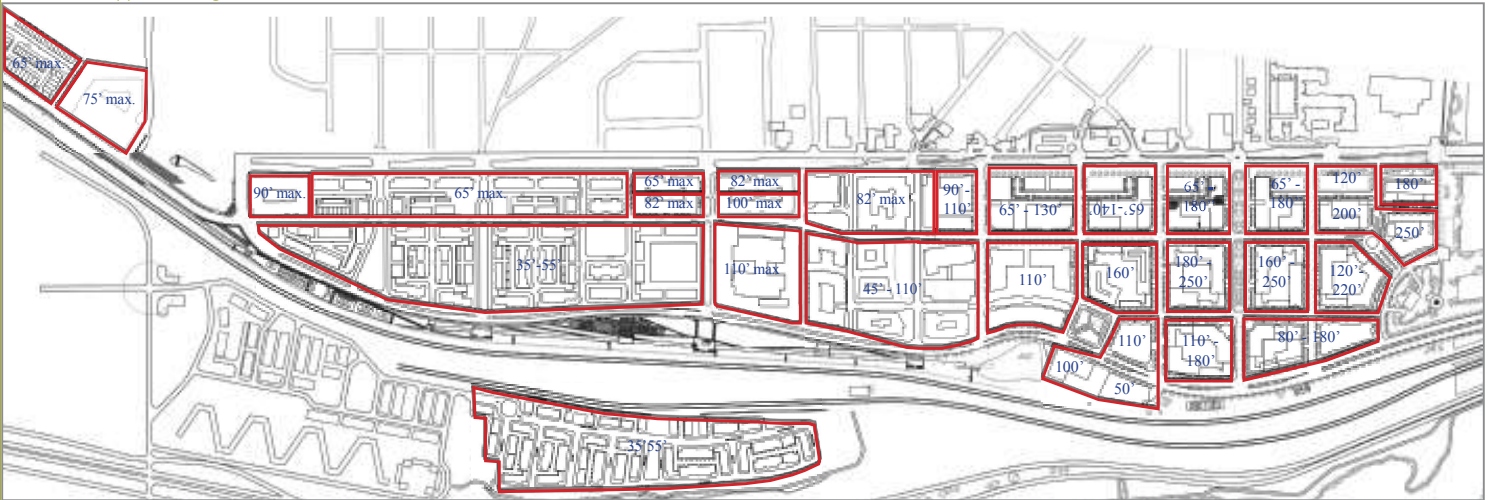 65' max.
75' max.
90' max.
65' max
65' max
82' max
82' max
100' max
82' max
90'-
110'
65' - 130'
65'-140'
65' -
180'
65' -
180'
120'
200'
180'
250'
35'-55'
110' max
45' - 110'
110'
160'
180'-
250'
160'-
250'
120'-
220'
110'
110'-
180'
80' - 180'
100'
50'
35'55'